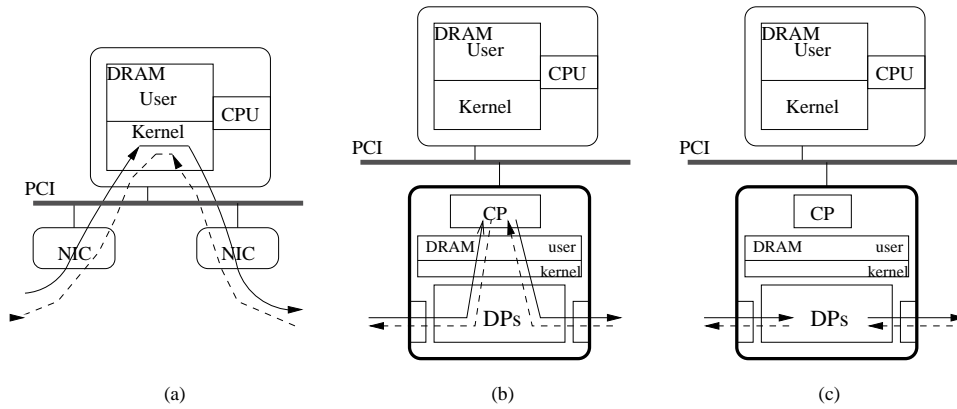 DRAM
User
Kernel
CPU
PCI
NIC
NIC
(a)
DRAM
User
Kernel
CPU
PCI
CP
DRAM user
kernel
DPs
(b)
DRAM
User
Kernel
CPU
PCI
CP
DRAM user
kernel
DPs
(c)